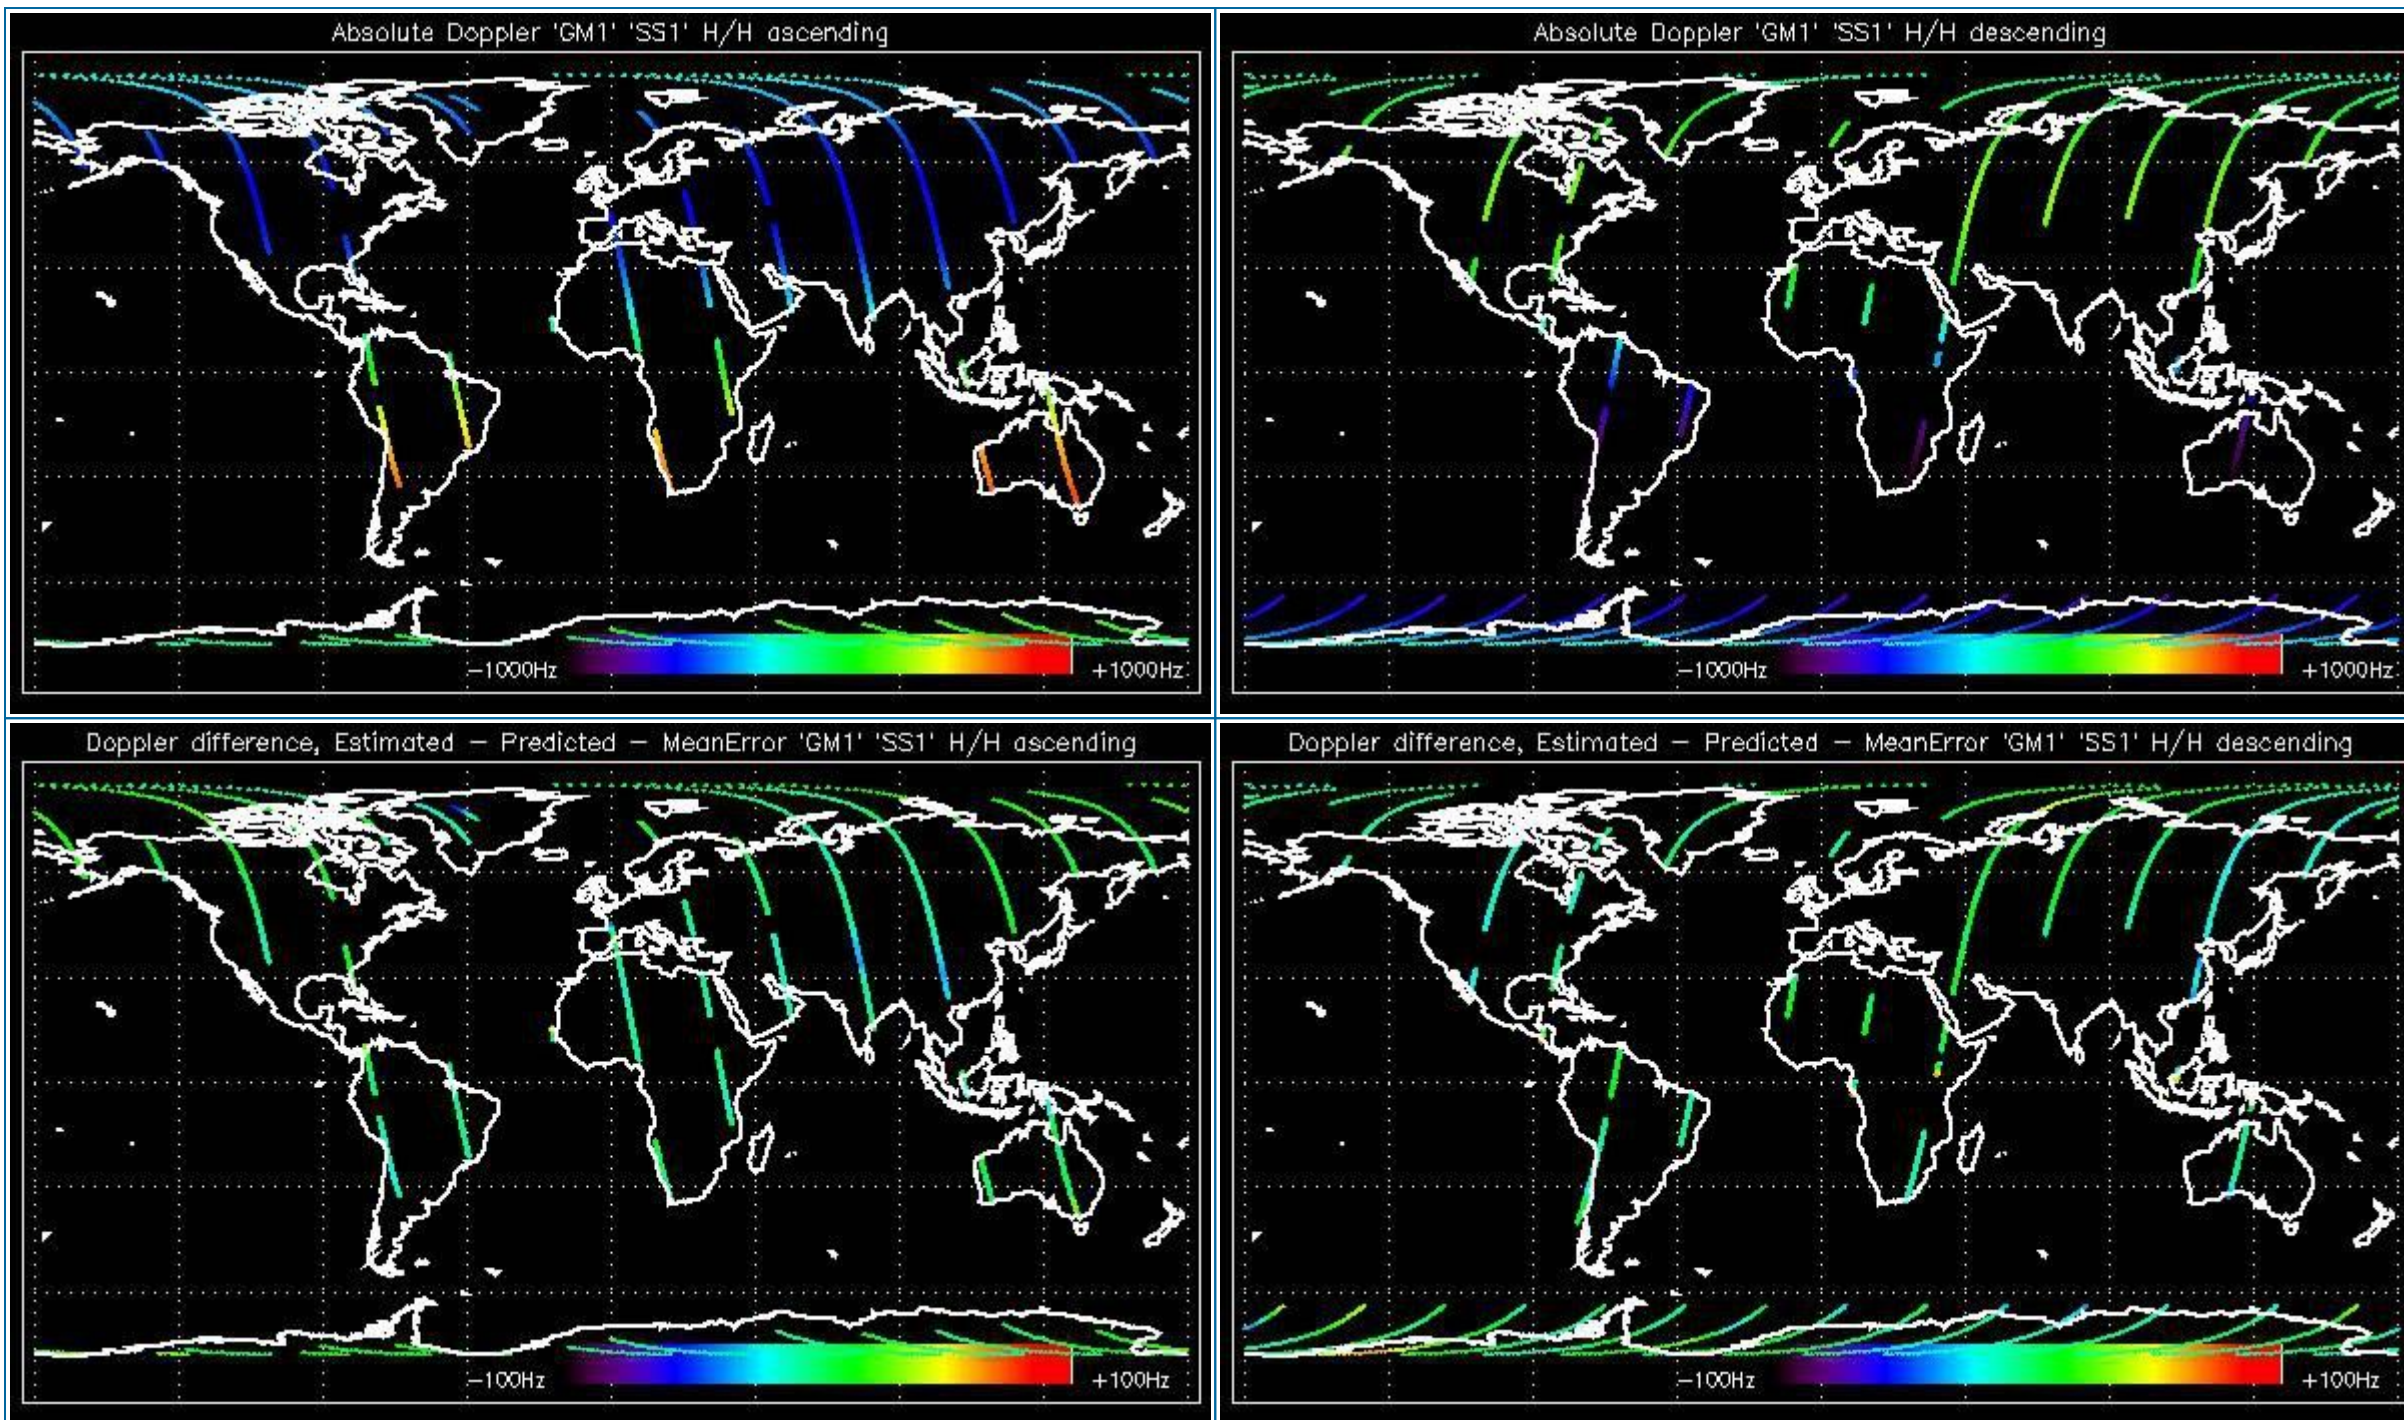 Absolute Doppler 'GM1' 'SS1' H/H ascending
-1000Hz
+1000Hz
Absolute Doppler 'GM1' 'SS1' H/H descending
-1000Hz
+1000Hz
Doppler difference, Estimated - Predicted - MeanError 'GM1' 'SS1' H/H ascending
-100Hz
+100Hz
Doppler difference, Estimated - Predicted - MeanError 'GM1' 'SS1' H/H descending
-100Hz
+100Hz